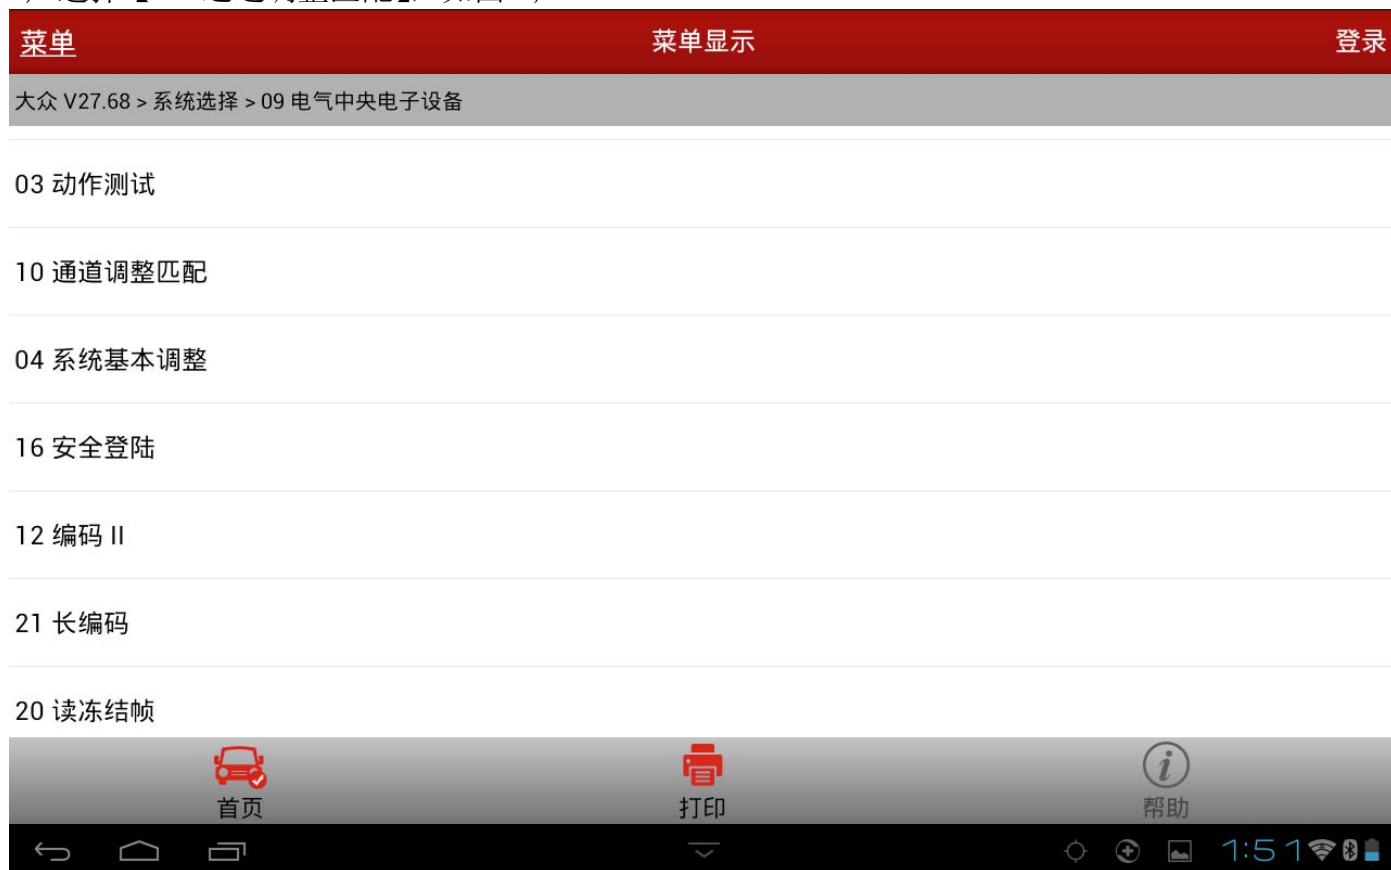 菜单 菜单显示 登录
大众 V27.68 > 系统选择 > 09 电气中央电子设备
03 动作测试
10 通道调整匹配
04 系统基本调整
16 安全登陆
12 编码 II
21 长编码
20 读冻结帧
首页 打印 帮助
1:51